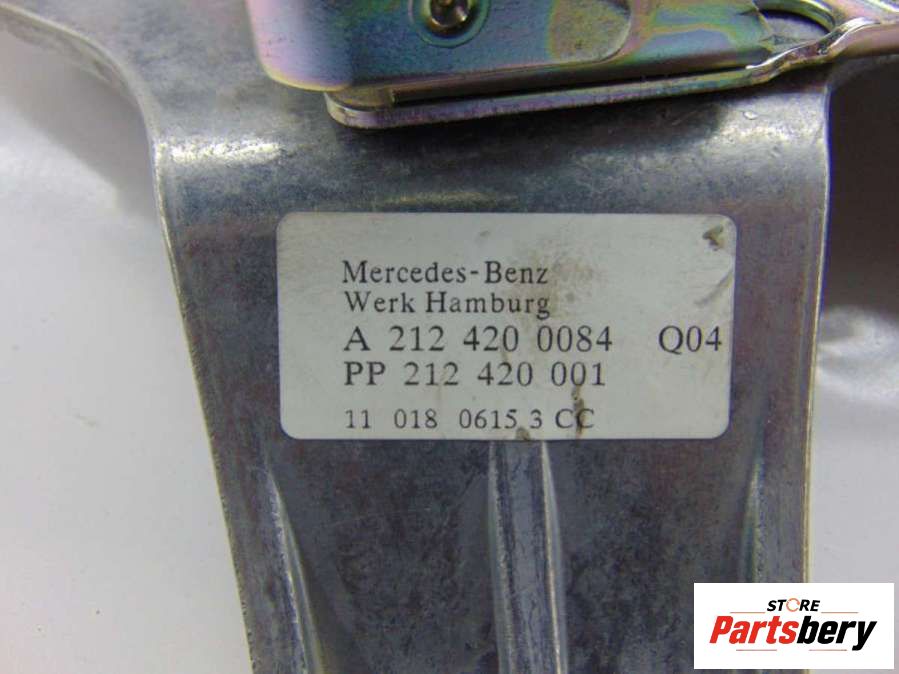 Mercedes-Benz
Werk Hamburg
A 212 420 0084 Q04
PP 212 420 001
11 018 0615 3 CC
STORE
Partsbery